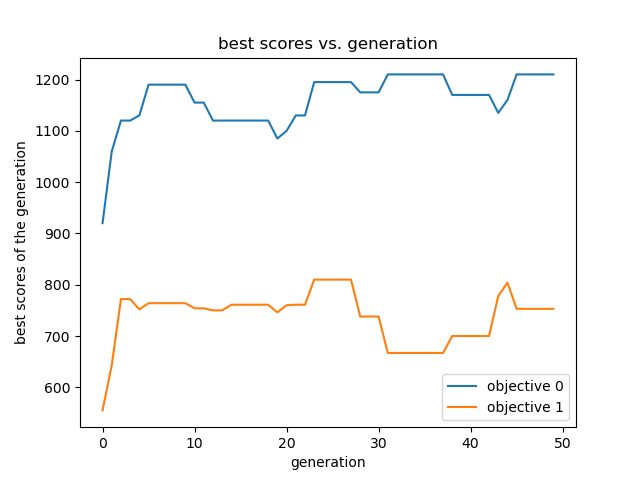 best scores vs. generation
best scores of the generation
1200
1100
1000
900
800
700
600
0 10 20 30 40 50
generation
objective 0
objective 1